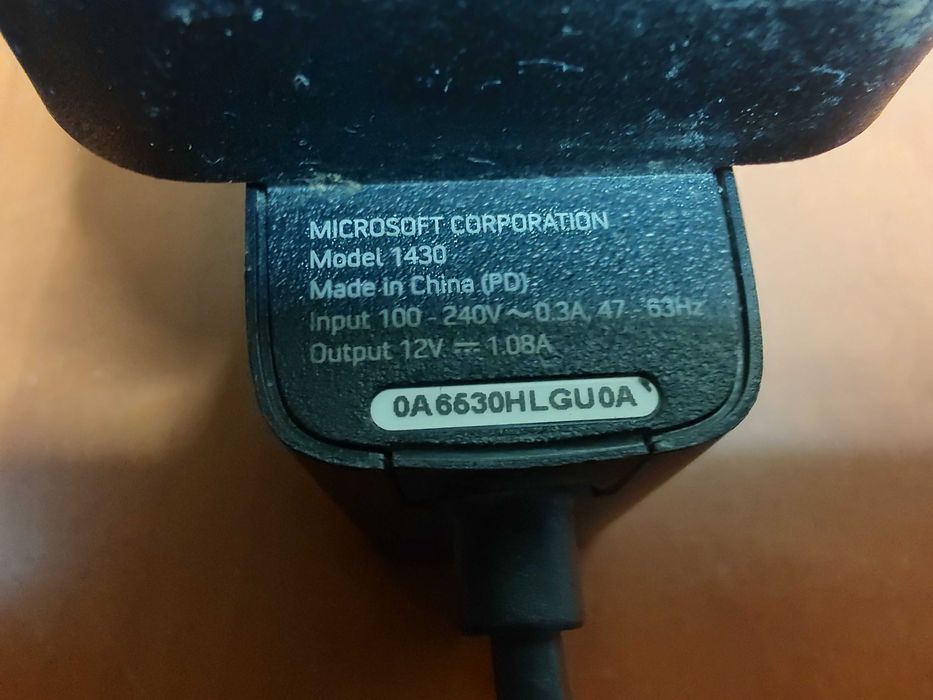 MICROSOFT CORPORATION
Model 1430
Made in China (PD)
Input 100 - 240V ~ 0.3A, 47 - 63Hz
Output 12V ⎓ 1.08A
0A6630HLGU0A